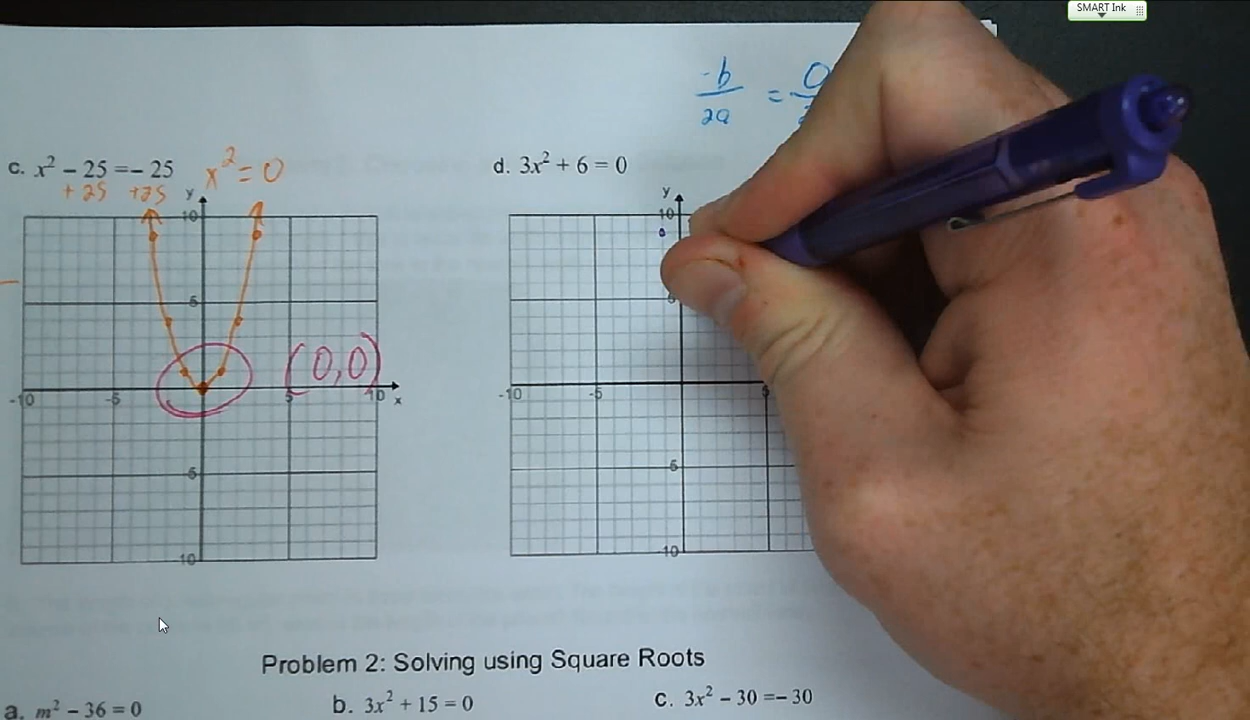 SMART Ink
-b/2a = 0
c. x² - 25 = - 25 x² = 0
+25 +25
d. 3x² + 6 = 0
y
10
5
(0,0)
-10 -5 5 10 x
-5
-10
y
10
5
-10 -5 5
-5
-10
Problem 2: Solving using Square Roots
a. m² - 36 = 0 b. 3x² + 15 = 0 c. 3x² - 30 = - 30